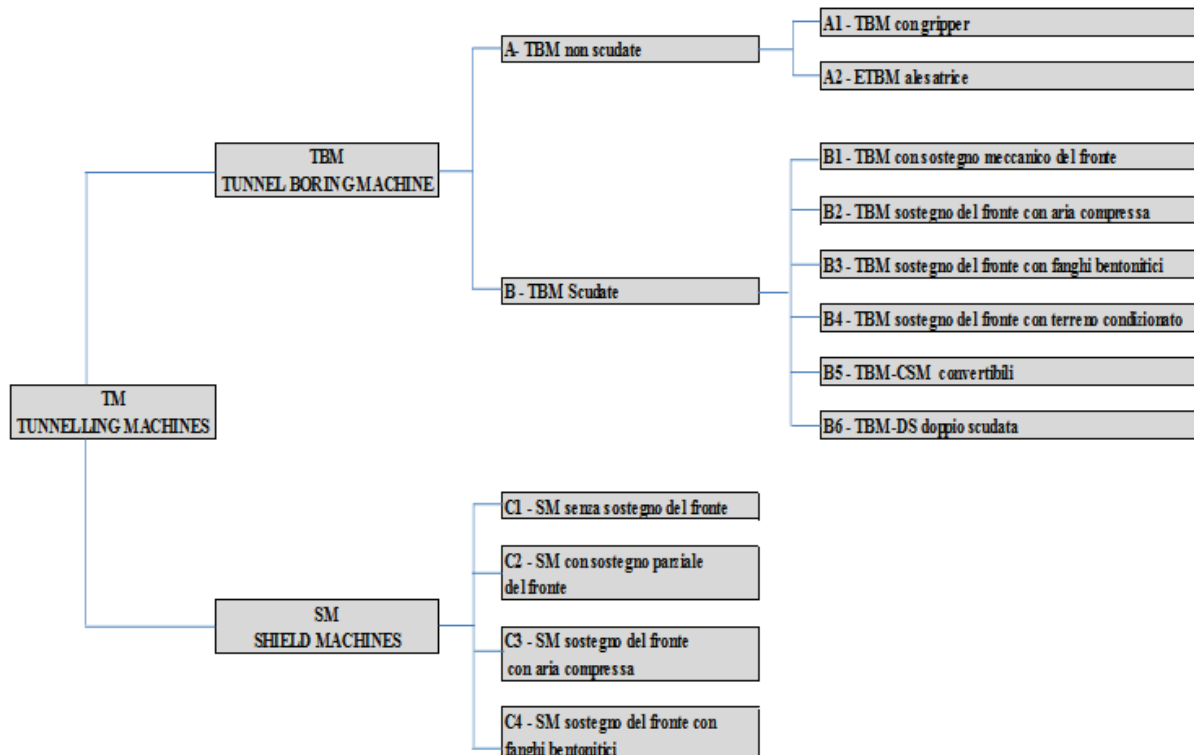 A1 - TBM con gripper
A- TBM non scudate
A2 - ETBM alesatrice
TBM
TUNNEL BORING MACHINE
B1 - TBM con sostegno meccanico del fronte
B2 - TBM sostegno del fronte con aria compressa
B3 - TBM sostegno del fronte con fanghi bentonitici
B - TBM Scudate
B4 - TBM sostegno del fronte con terreno condizionato
B5 - TBM-CSM convertibili
B6 - TBM-DS doppio scudata
TM
TUNNELLING MACHINES
C1 - SM senza sostegno del fronte
C2 - SM con sostegno parziale
del fronte
SM
SHIELD MACHINES
C3 - SM sostegno del fronte
con aria compressa
C4 - SM sostegno del fronte con
fanghi bentonitici